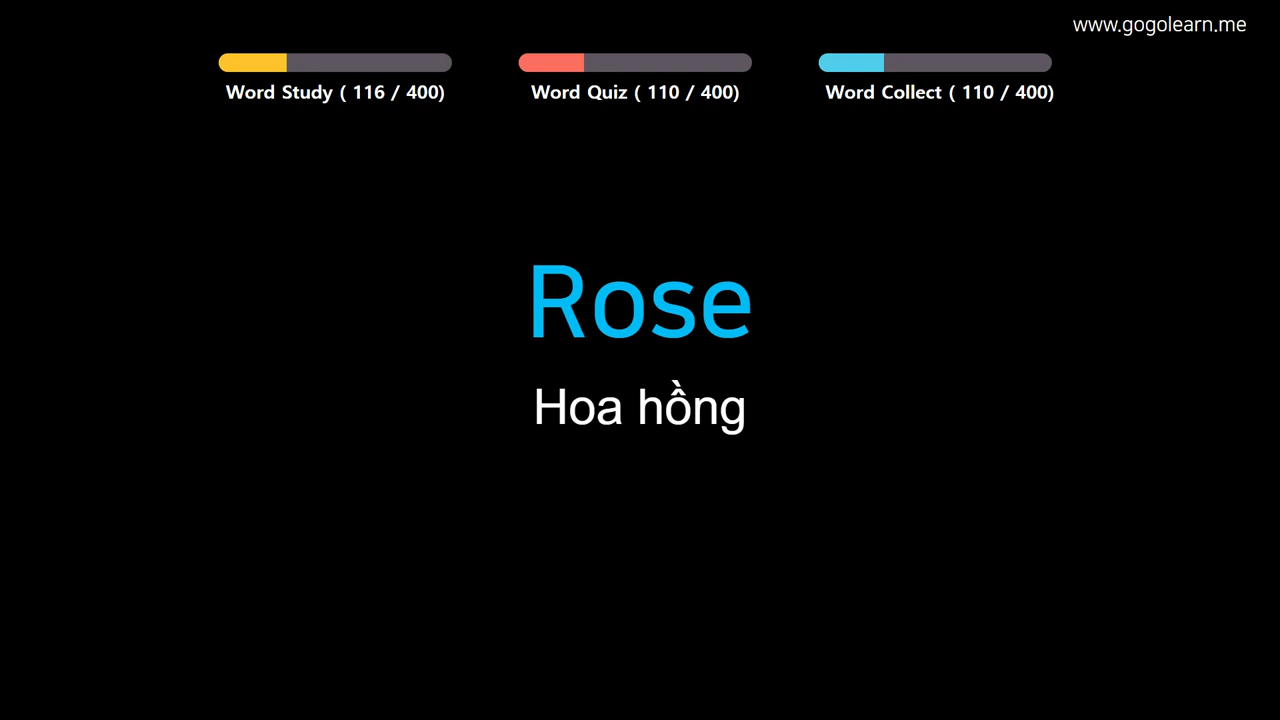 www.gogolearn.me
Word Study ( 116 / 400)
Word Quiz ( 110 / 400)
Word Collect ( 110 / 400)
Rose
Hoa hồng